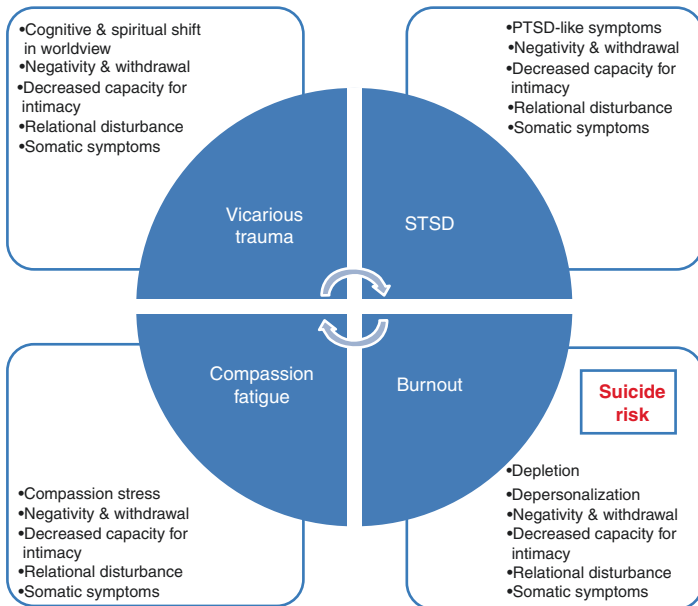 •Cognitive & spiritual shift
in worldview
•Negativity & withdrawal
•Decreased capacity for
intimacy
•Relational disturbance
•Somatic symptoms
•PTSD-like symptoms
•Negativity & withdrawal
•Decreased capacity for
intimacy
•Relational disturbance
•Somatic symptoms
Vicarious
trauma
STSD
Compassion
fatigue
Burnout
Suicide
risk
•Compassion stress
•Negativity & withdrawal
•Decreased capacity for
intimacy
•Relational disturbance
•Somatic symptoms
•Depletion
•Depersonalization
•Negativity & withdrawal
•Decreased capacity for
intimacy
•Relational disturbance
•Somatic symptoms